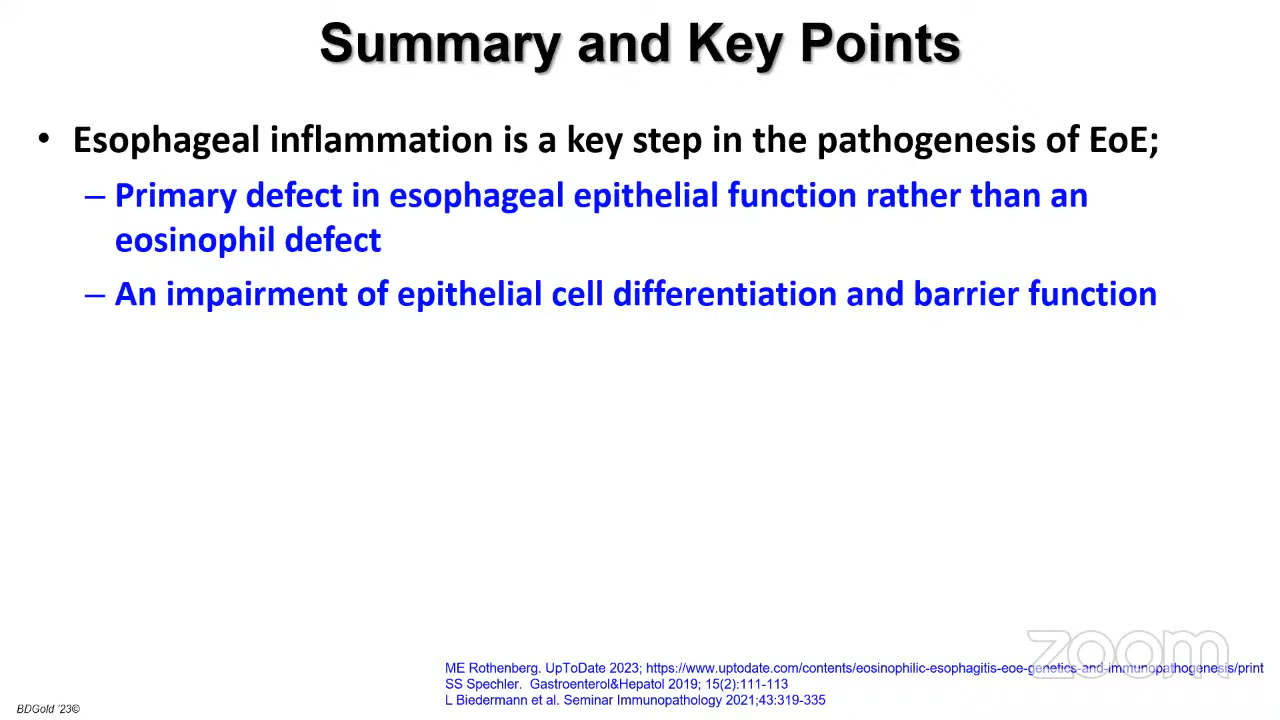 Summary and Key Points
• Esophageal inflammation is a key step in the pathogenesis of EoE;
– Primary defect in esophageal epithelial function rather than an
eosinophil defect
– An impairment of epithelial cell differentiation and barrier function
zoom
ME Rothenberg. UpToDate 2023; https://www.uptodate.com/contents/eosinophilic-esophagitis-eoe-genetics-and-immunopathogenesis/print
SS Spechler. Gastroenterol&Hepatol 2019; 15(2):111-113
L Biedermann et al. Seminar Immunopathology 2021;43:319-335
BDGold '23©